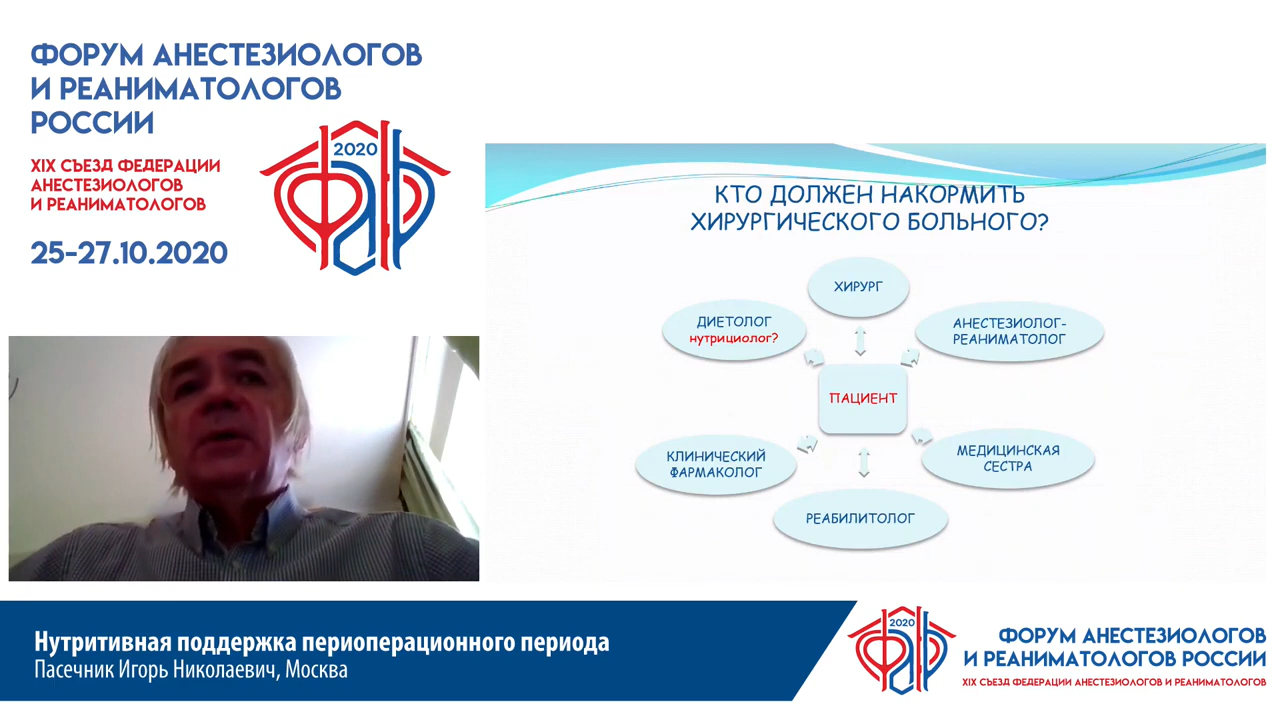 ФОРУМ АНЕСТЕЗИОЛОГОВ
И РЕАНИМАТОЛОГОВ
РОССИИ
XIX СЪЕЗД ФЕДЕРАЦИИ
АНЕСТЕЗИОЛОГОВ
И РЕАНИМАТОЛОГОВ
25-27.10.2020
2020
ФАР
КТО ДОЛЖЕН НАКОРМИТЬ
ХИРУРГИЧЕСКОГО БОЛЬНОГО?
ХИРУРГ
ДИЕТОЛОГ
нутрициолог?
АНЕСТЕЗИОЛОГ-
РЕАНИМАТОЛОГ
ПАЦИЕНТ
КЛИНИЧЕСКИЙ
ФАРМАКОЛОГ
МЕДИЦИНСКАЯ
СЕСТРА
РЕАБИЛИТОЛОГ
Нутритивная поддержка периоперационного периода
Пасечник Игорь Николаевич, Москва
2020
ФАР
ФОРУМ АНЕСТЕЗИОЛОГОВ
И РЕАНИМАТОЛОГОВ РОССИИ
XIX СЪЕЗД ФЕДЕРАЦИИ АНЕСТЕЗИОЛОГОВ И РЕАНИМАТОЛОГОВ